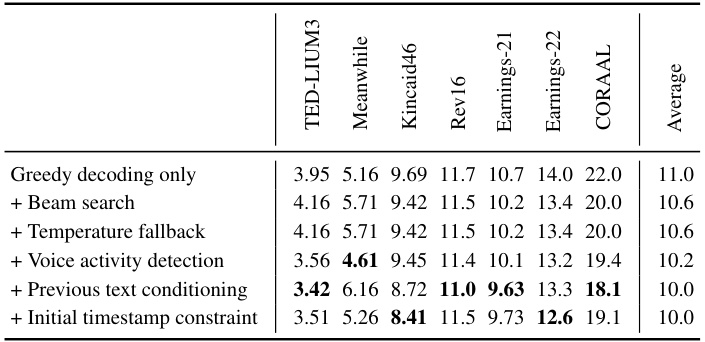 TED-LIUM3 Meanwhile Kincaid46 Rev16 Earnings-21 Earnings-22 CORAAL Average
Greedy decoding only 3.95 5.16 9.69 11.7 10.7 14.0 22.0 11.0
+ Beam search 4.16 5.71 9.42 11.5 10.2 13.4 20.0 10.6
+ Temperature fallback 4.16 5.71 9.42 11.5 10.2 13.4 20.0 10.6
+ Voice activity detection 3.56 4.61 9.45 11.4 10.1 13.2 19.4 10.2
+ Previous text conditioning 3.42 6.16 8.72 11.0 9.63 13.3 18.1 10.0
+ Initial timestamp constraint 3.51 5.26 8.41 11.5 9.73 12.6 19.1 10.0